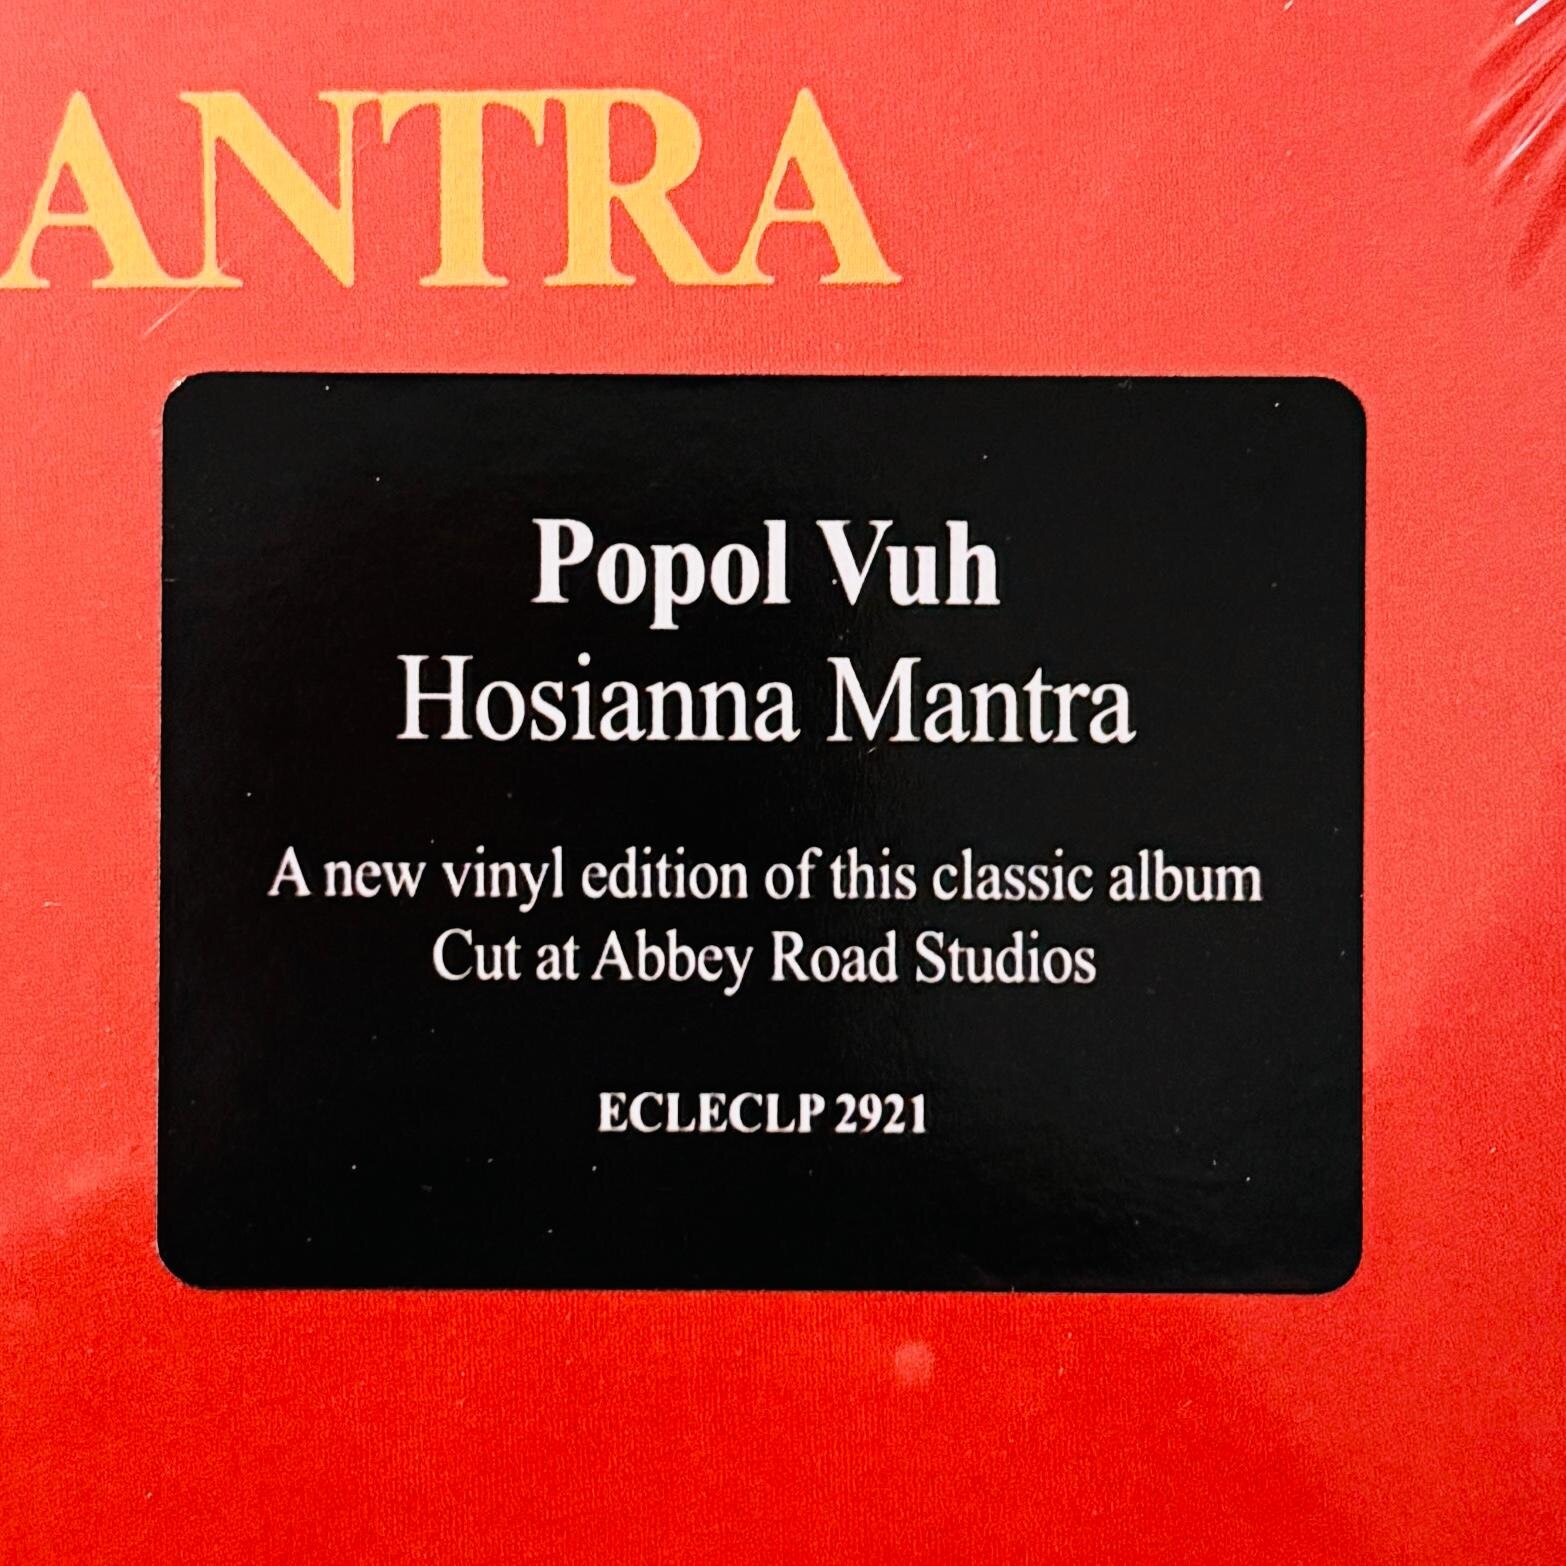 ANTRA
Popol Vuh
Hosianna Mantra
A new vinyl edition of this classic album
Cut at Abbey Road Studios
ECLECLP 2921